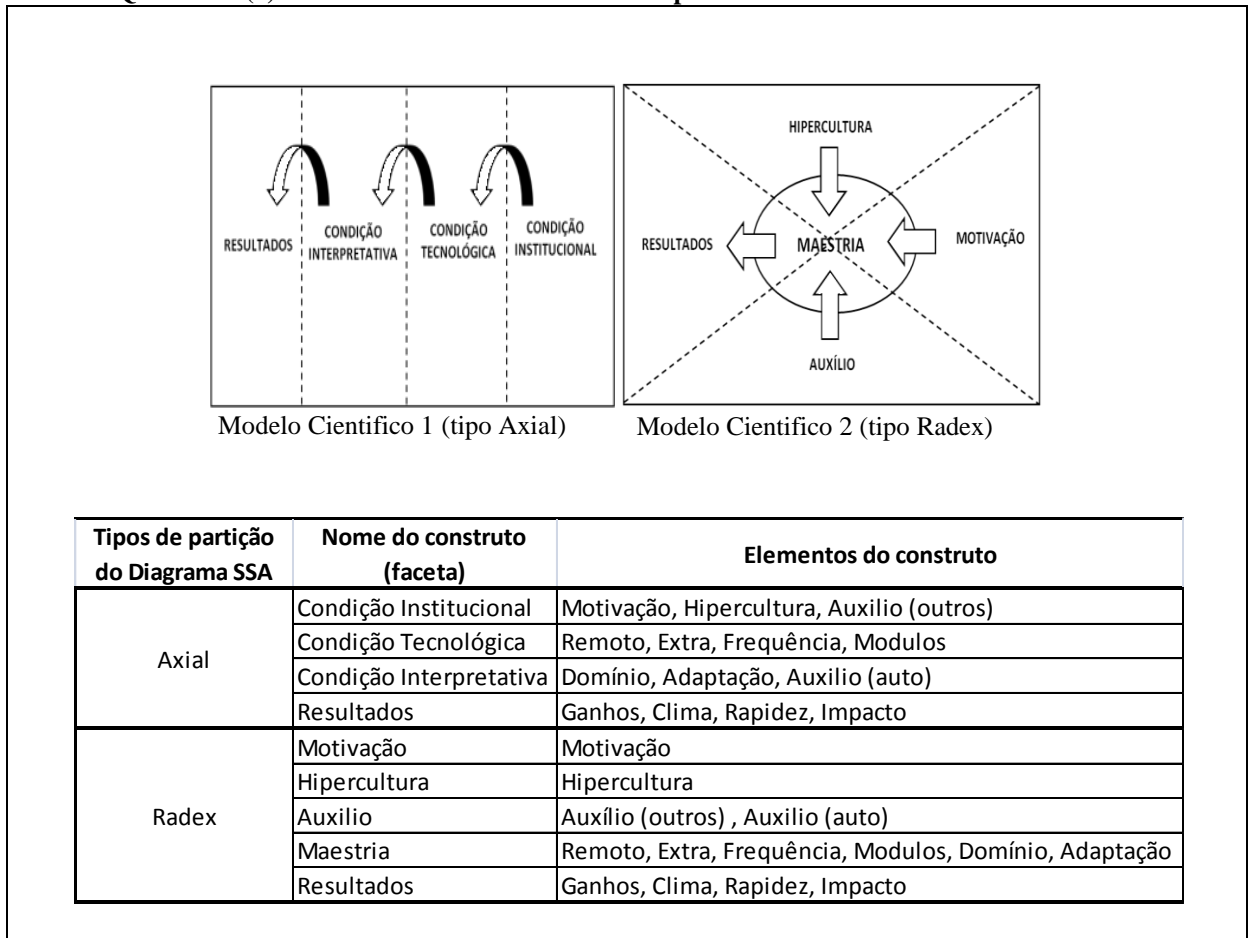 HIPERCULTURA
RESULTADOS
CONDIÇÃO
INTERPRETATIVA
CONDIÇÃO
TECNOLÓGICA
CONDIÇÃO
INSTITUCIONAL
RESULTADOS
MAESTRIA
MOTIVAÇÃO
AUXÍLIO
Modelo Cientifico 1 (tipo Axial)
Modelo Cientifico 2 (tipo Radex)
Tipos de partição
do Diagrama SSA
Nome do construto
(faceta)
Elementos do construto
Axial
Condição Institucional
Motivação, Hipercultura, Auxilio (outros)
Condição Tecnológica
Remoto, Extra, Frequência, Modulos
Condição Interpretativa
Domínio, Adaptação, Auxilio (auto)
Resultados
Ganhos, Clima, Rapidez, Impacto
Radex
Motivação
Motivação
Hipercultura
Hipercultura
Auxilio
Auxílio (outros) , Auxilio (auto)
Maestria
Remoto, Extra, Frequência, Modulos, Domínio, Adaptação
Resultados
Ganhos, Clima, Rapidez, Impacto